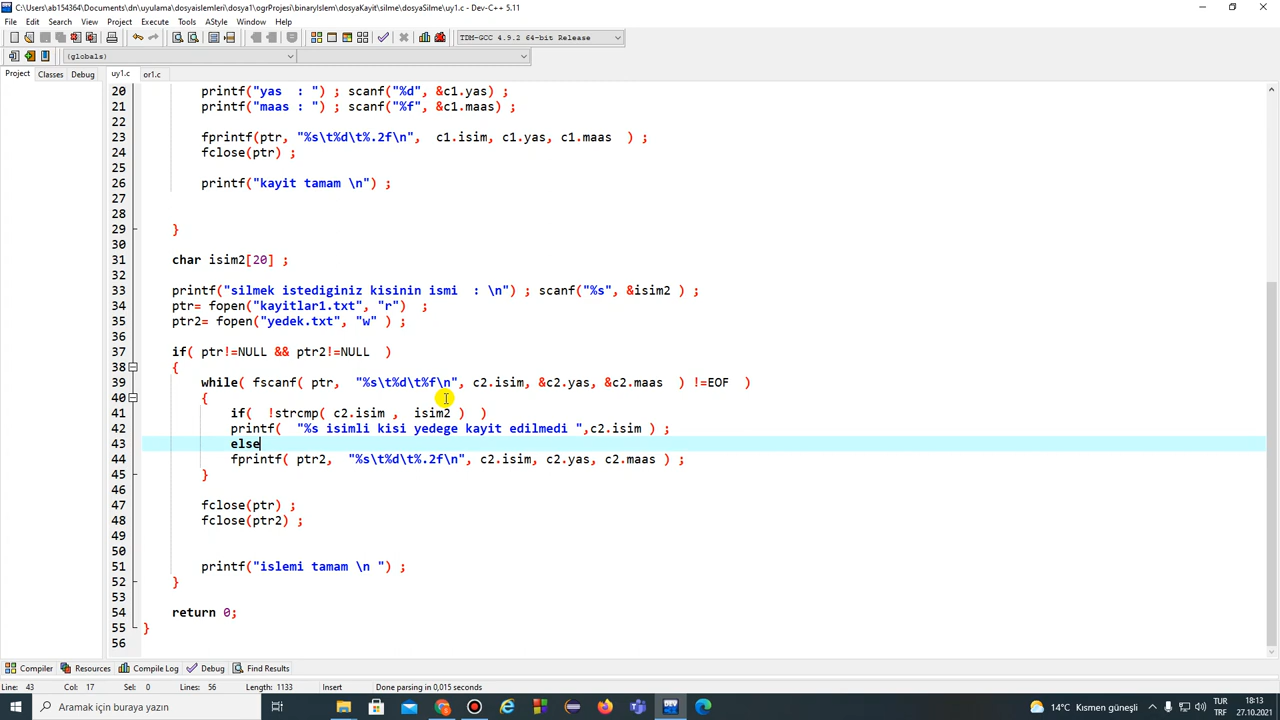 C:\Users\ab154364\Documents\dn\uyulama\dosyaislemleri\dosya1\ogrProjesi\binaryIslem\dosyaKayit\silme\dosyaSilme\uy1.c - Dev-C++ 5.11
File Edit Search View Project Execute Tools AStyle Window Help
TDM-GCC 4.9.2 64-bit Release
(globals)
Project Classes Debug uy1.c or1.c
20 printf("yas  : ") ; scanf("%d", &c1.yas) ;
21 printf("maas : ") ; scanf("%f", &c1.maas) ;
22
23 fprintf(ptr, "%s\t%d\t%.2f\n",  c1.isim, c1.yas, c1.maas  ) ;
24 fclose(ptr) ;
25
26 printf("kayit tamam \n") ;
27
28
29 }
30
31 char isim2[20] ;
32
33 printf("silmek istediginiz kisinin ismi  : \n") ; scanf("%s", &isim2 ) ;
34 ptr= fopen("kayitlar1.txt", "r")  ;
35 ptr2= fopen("yedek.txt", "w" ) ;
36
37 if( ptr!=NULL && ptr2!=NULL  )
38 {
39 while( fscanf( ptr,  "%s\t%d\t%f\n", c2.isim, &c2.yas, &c2.maas  ) !=EOF  )
40 {
41 if(  !strcmp( c2.isim ,  isim2 )  )
42 printf(  "%s isimli kisi yedege kayit edilmedi ",c2.isim ) ;
43 else
44 fprintf( ptr2,  "%s\t%d\t%.2f\n", c2.isim, c2.yas, c2.maas ) ;
45 }
46
47 fclose(ptr) ;
48 fclose(ptr2) ;
49
50
51 printf("islemi tamam \n ") ;
52 }
53
54 return 0;
55 }
56
Compiler Resources Compile Log Debug Find Results
Line: 43 Col: 17 Sel: 0 Lines: 56 Length: 1133 Insert Done parsing in 0,015 seconds
Aramak için buraya yazın
DEV
14°C Kısmen güneşli
TUR
TRF
18:13
27.10.2021